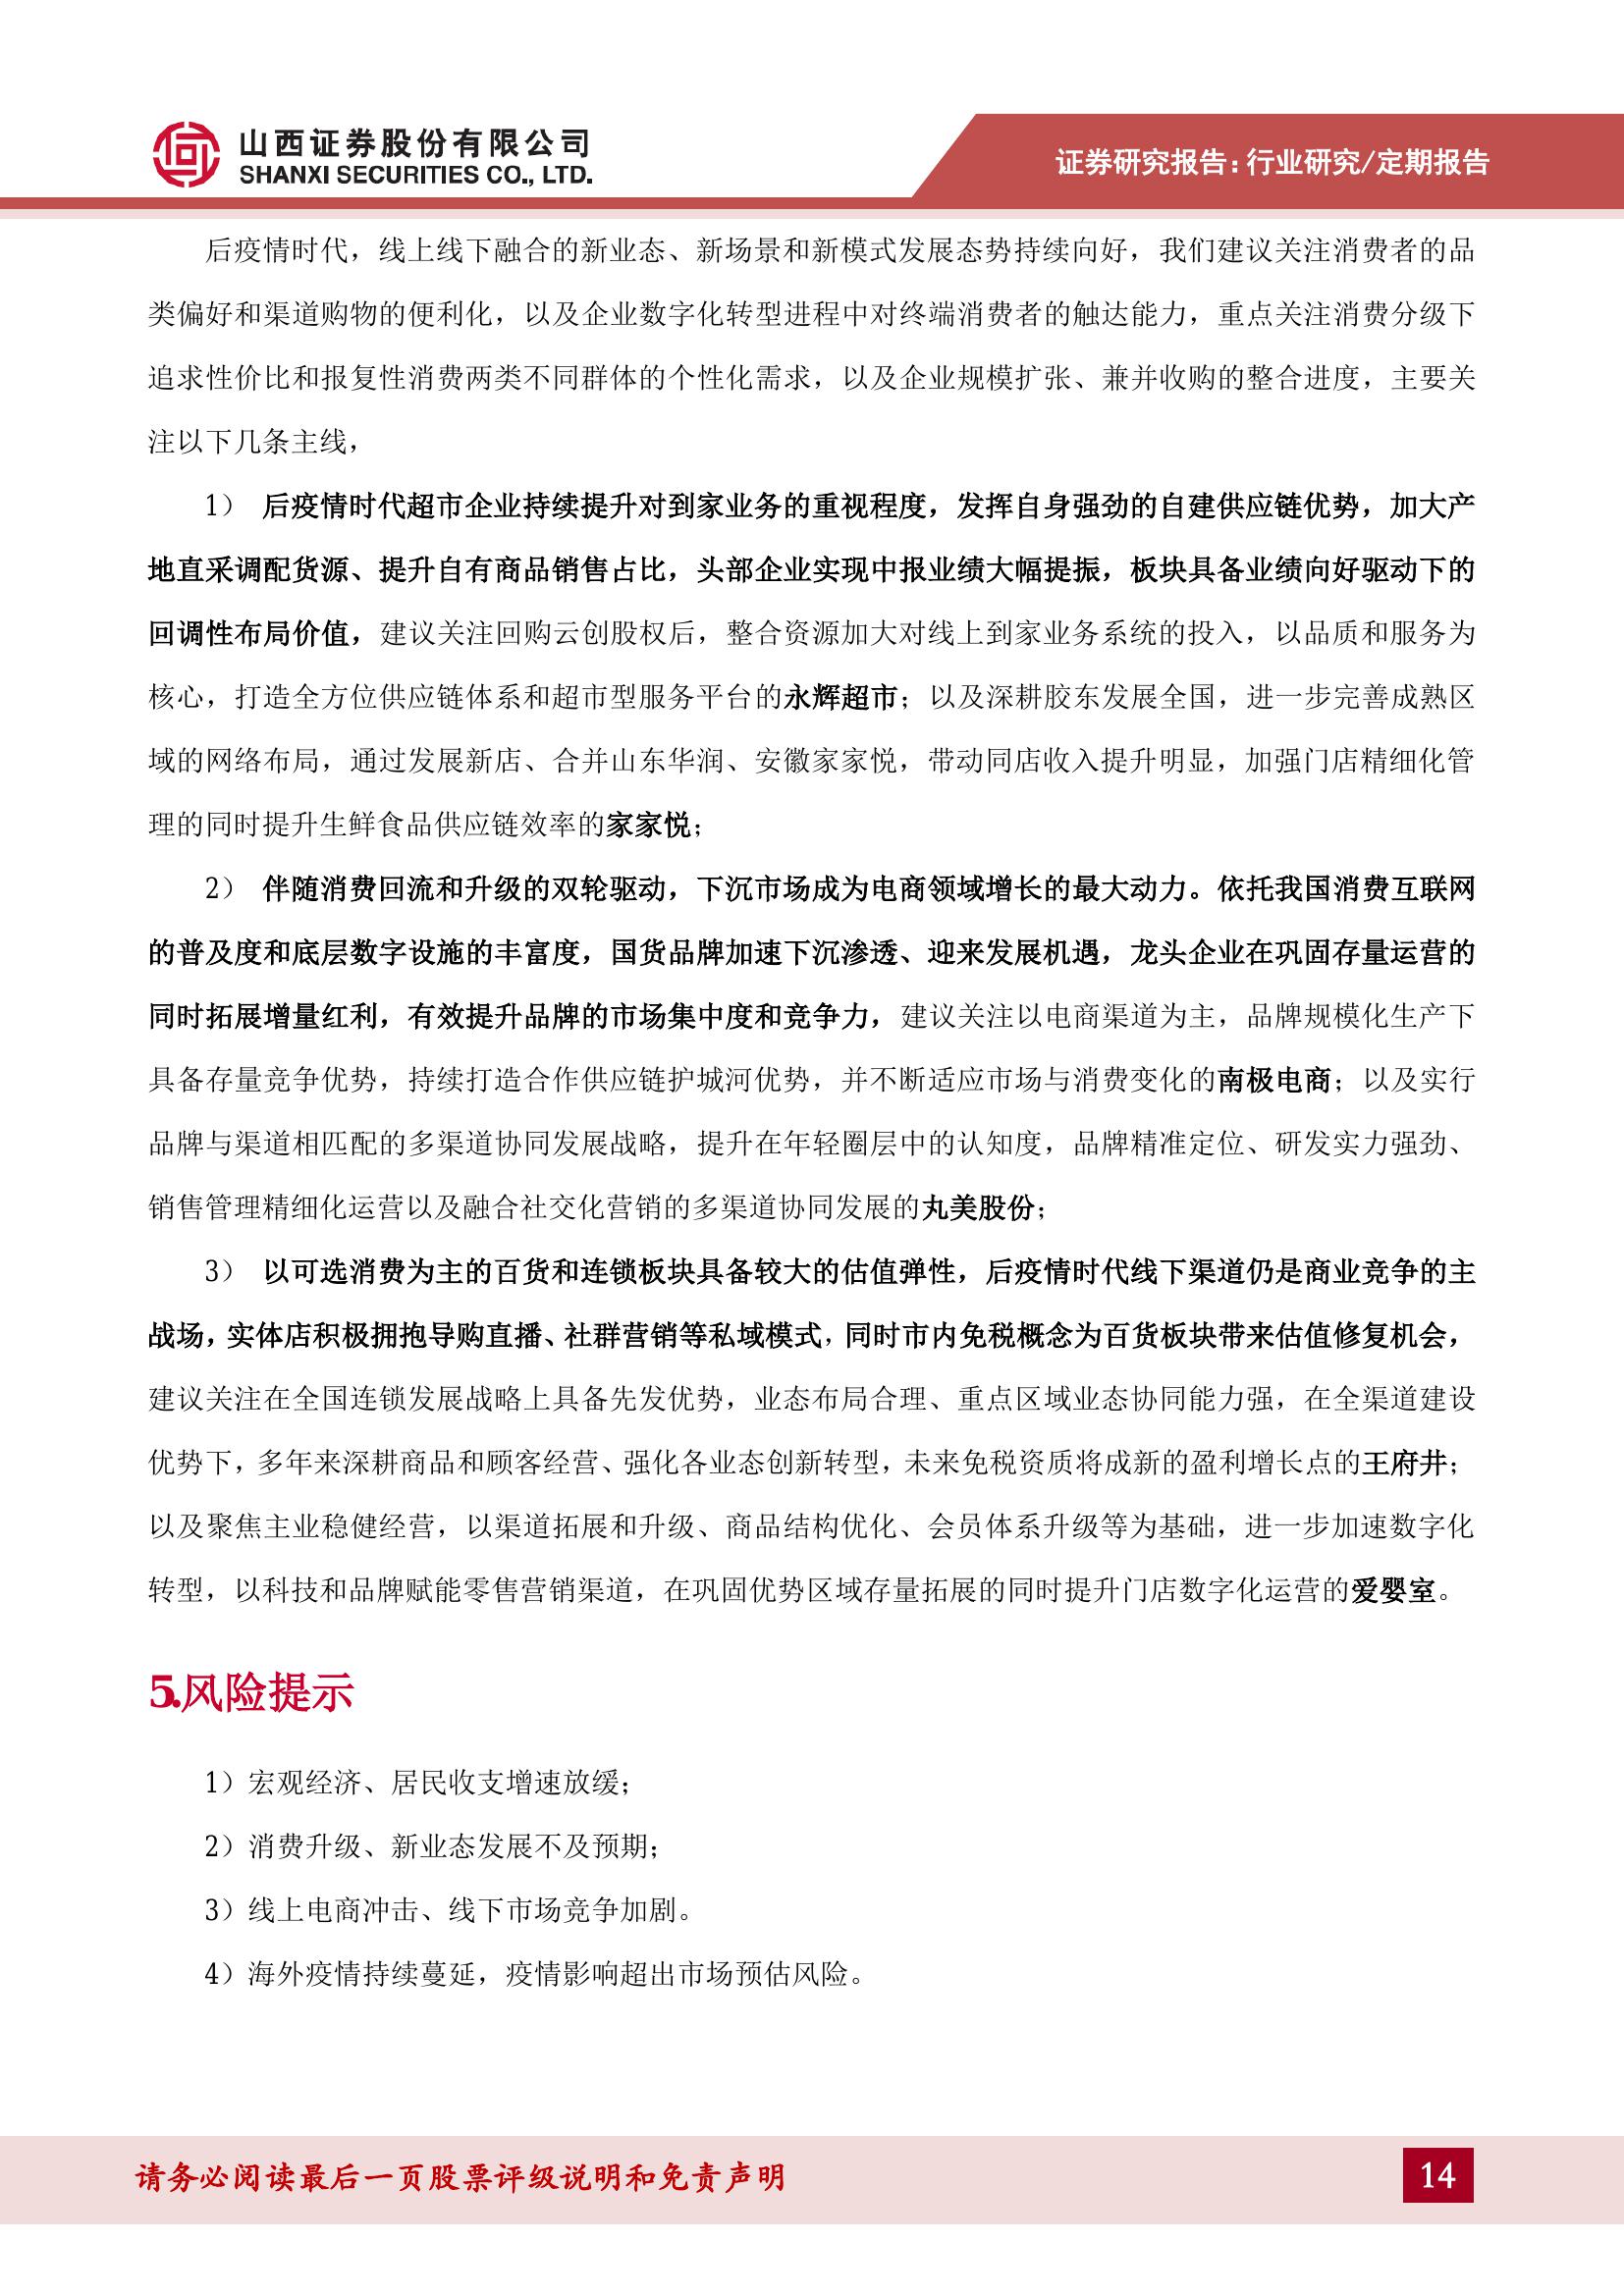 山西证券股份有限公司
SHANXI SECURITIES CO., LTD.
证券研究报告：行业研究/定期报告
后疫情时代，线上线下融合的新业态、新场景和新模式发展态势持续向好，我们建议关注消费者的品
类偏好和渠道购物的便利化，以及企业数字化转型进程中对终端消费者的触达能力，重点关注消费分级下
追求性价比和报复性消费两类不同群体的个性化需求，以及企业规模扩张、兼并收购的整合进度，主要关
注以下几条主线，
1） 后疫情时代超市企业持续提升对到家业务的重视程度，发挥自身强劲的自建供应链优势，加大产
地直采调配货源、提升自有商品销售占比，头部企业实现中报业绩大幅提振，板块具备业绩向好驱动下的
回调性布局价值，建议关注回购云创股权后，整合资源加大对线上到家业务系统的投入，以品质和服务为
核心，打造全方位供应链体系和超市型服务平台的永辉超市；以及深耕胶东发展全国，进一步完善成熟区
域的网络布局，通过发展新店、合并山东华润、安徽家家悦，带动同店收入提升明显，加强门店精细化管
理的同时提升生鲜食品供应链效率的家家悦；
2） 伴随消费回流和升级的双轮驱动，下沉市场成为电商领域增长的最大动力。依托我国消费互联网
的普及度和底层数字设施的丰富度，国货品牌加速下沉渗透、迎来发展机遇，龙头企业在巩固存量运营的
同时拓展增量红利，有效提升品牌的市场集中度和竞争力，建议关注以电商渠道为主，品牌规模化生产下
具备存量竞争优势，持续打造合作供应链护城河优势，并不断适应市场与消费变化的南极电商；以及实行
品牌与渠道相匹配的多渠道协同发展战略，提升在年轻圈层中的认知度，品牌精准定位、研发实力强劲、
销售管理精细化运营以及融合社交化营销的多渠道协同发展的丸美股份；
3） 以可选消费为主的百货和连锁板块具备较大的估值弹性，后疫情时代线下渠道仍是商业竞争的主
战场，实体店积极拥抱导购直播、社群营销等私域模式，同时市内免税概念为百货板块带来估值修复机会，
建议关注在全国连锁发展战略上具备先发优势，业态布局合理、重点区域业态协同能力强，在全渠道建设
优势下，多年来深耕商品和顾客经营、强化各业态创新转型，未来免税资质将成新的盈利增长点的王府井；
以及聚焦主业稳健经营，以渠道拓展和升级、商品结构优化、会员体系升级等为基础，进一步加速数字化
转型，以科技和品牌赋能零售营销渠道，在巩固优势区域存量拓展的同时提升门店数字化运营的爱婴室。
5.风险提示
1）宏观经济、居民收支增速放缓；
2）消费升级、新业态发展不及预期；
3）线上电商冲击、线下市场竞争加剧。
4）海外疫情持续蔓延，疫情影响超出市场预估风险。
请务必阅读最后一页股票评级说明和免责声明
14